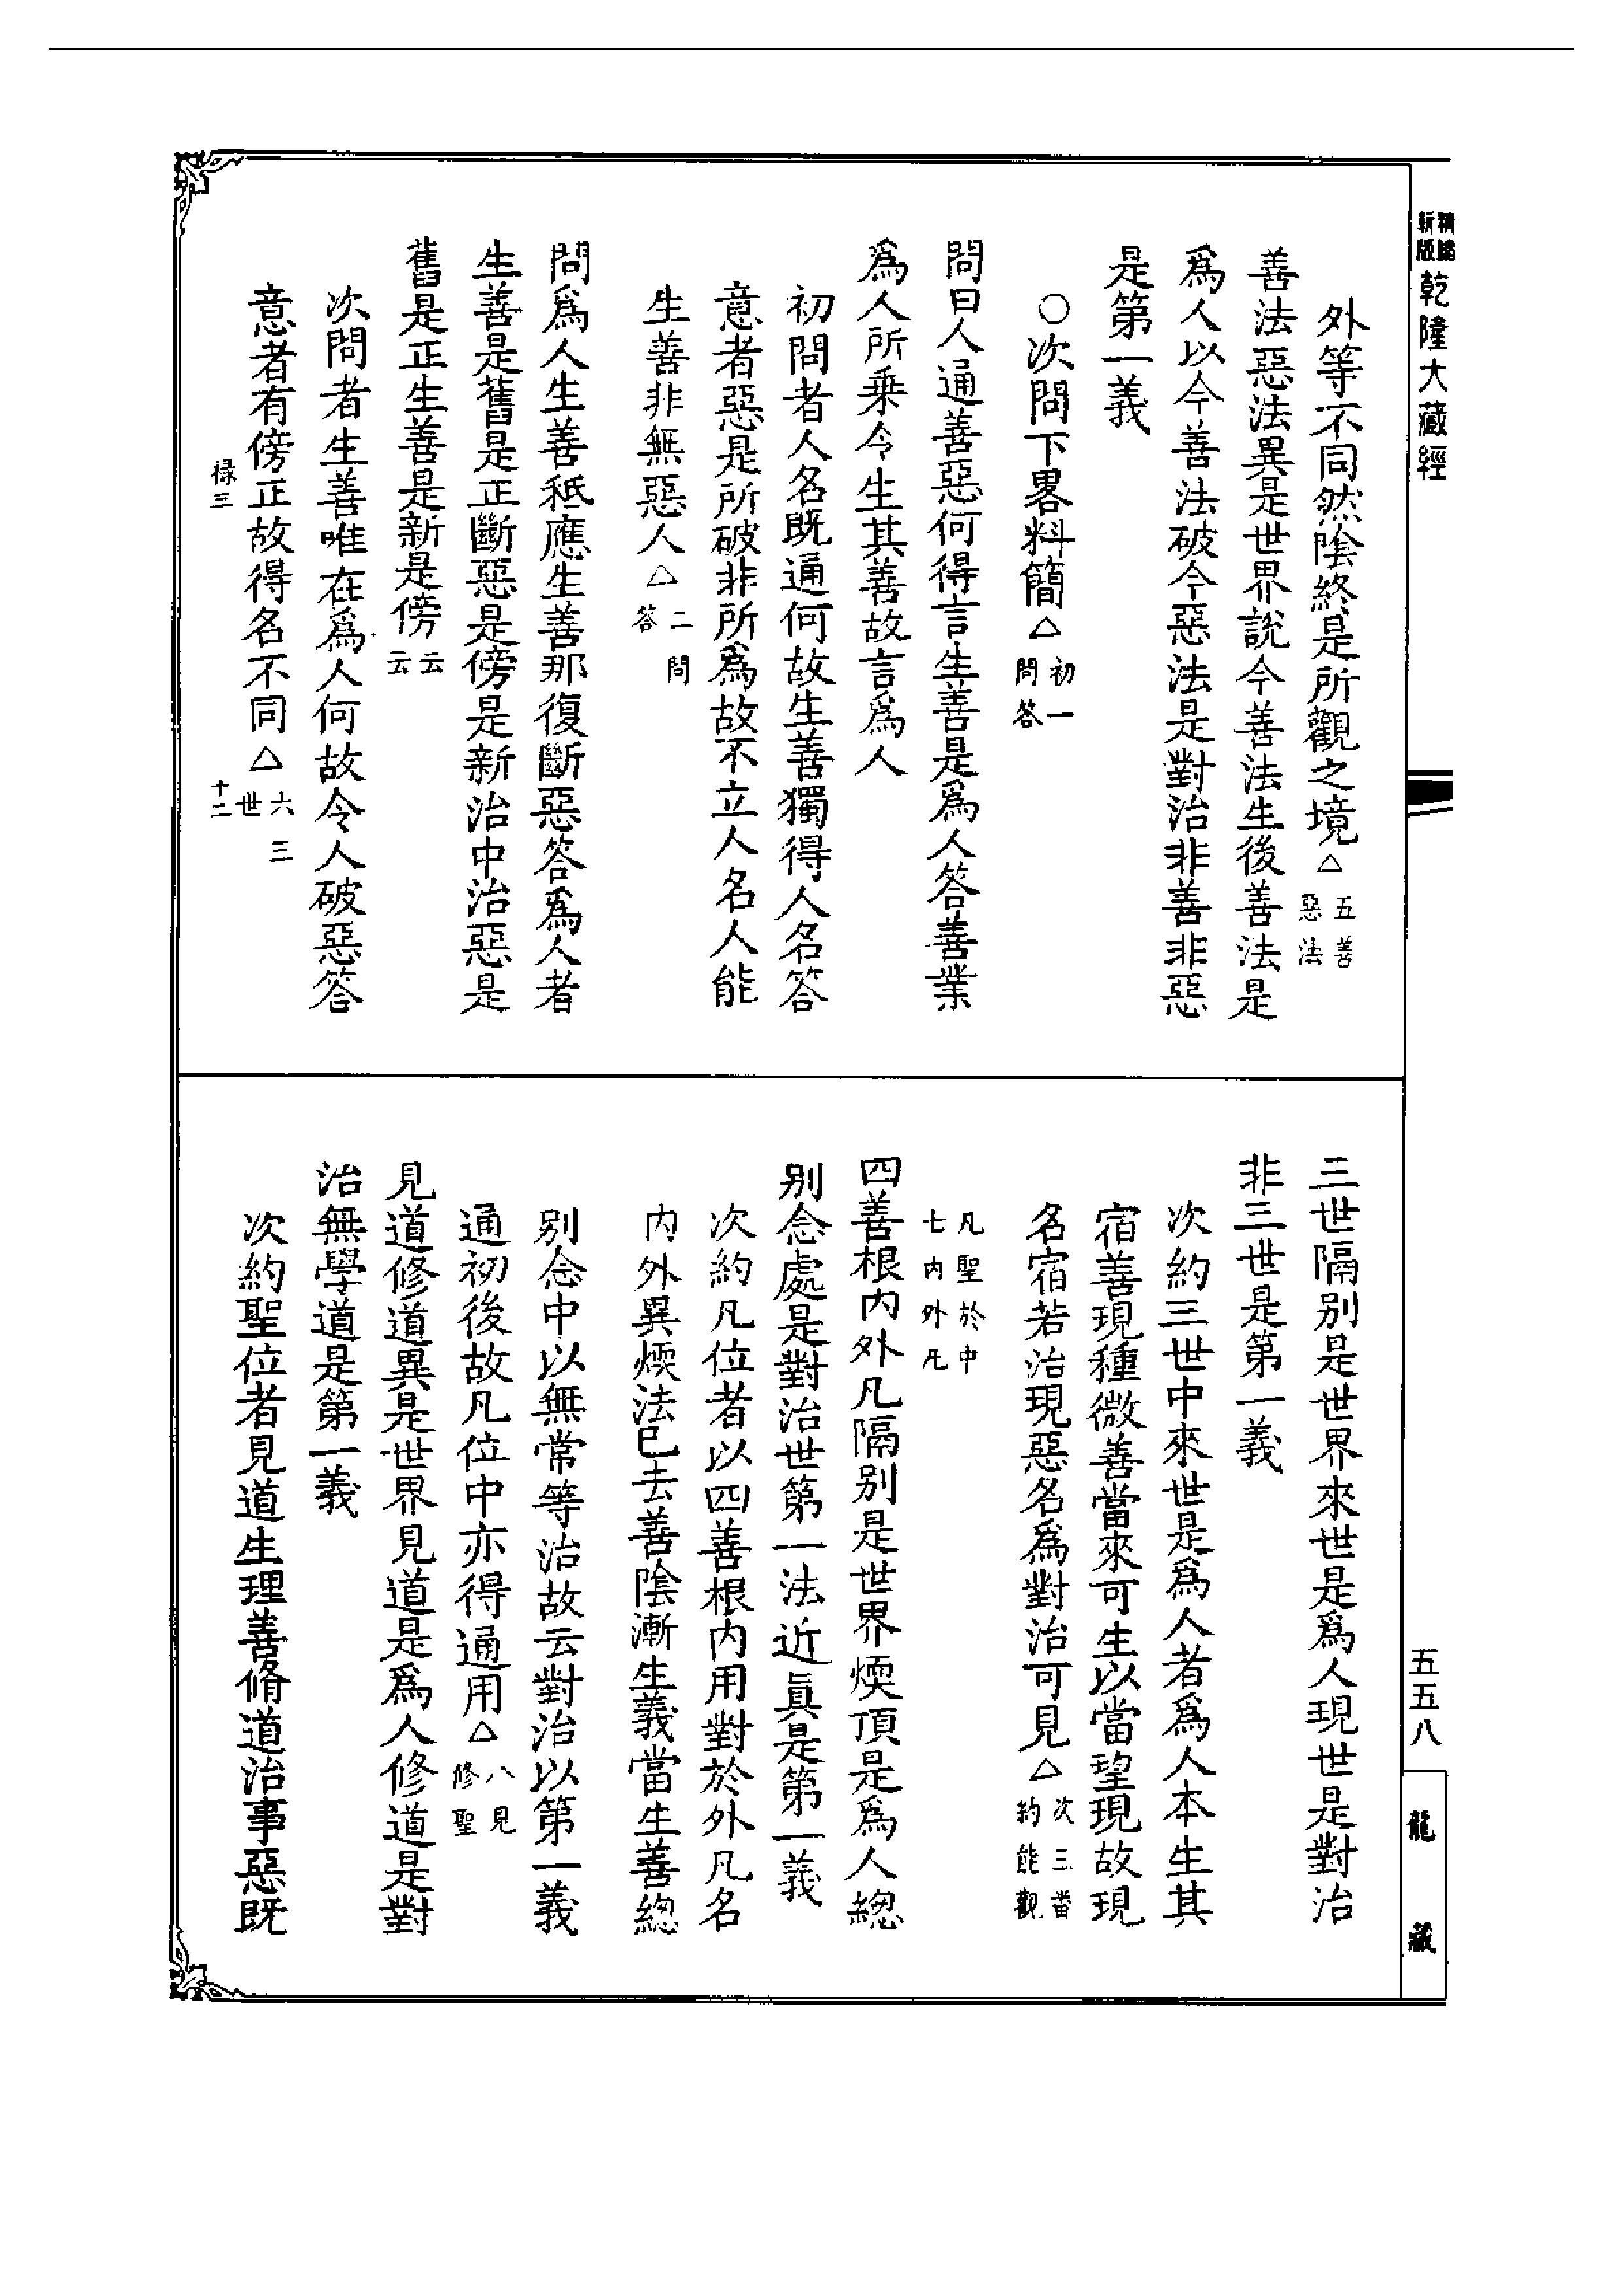 精縮新版乾隆大藏經
外等不同然陰終是所觀之境△五善惡法
善法惡法異是世界說今善法生後善法是
爲人以今善法破今惡法是對治非善非惡
是第一義
○次問下畧料簡△初一問答
問曰人通善惡何得言生善是爲人答善業
爲人所乘令生其善故言爲人
初問者人名既通何故生善獨得人名答
意者惡是所破非所爲故不立人名人能
生善非無惡人△二問答
問爲人生善秖應生善那復斷惡答爲人者
生善是舊是正斷惡是傍是新治中治惡是
舊是正生善是新是傍云云
次問者生善唯在爲人何故令人破惡答
意者有傍正故得名不同△六三世
祿三
十二
三世隔别是世界來世是爲人現世是對治
非三世是第一義
次約三世中來世是爲人者爲人本生其
宿善現種微善當來可生以當望現故現
名宿若治現惡名爲對治可見△次三當約能觀
凡聖於中七内外凡
四善根内外凡隔别是世界煗頂是爲人總
别念處是對治世第一法近真是第一義
次約凡位者以四善根内用對於外凡名
内外異煗法已去善陰漸生義當生善總
别念中以無常等治故云對治以第一義
通初後故凡位中亦得通用△八見修聖
見道修道異是世界見道是爲人修道是對
治無學道是第一義
次約聖位者見道生理善脩道治事惡既
五五八
龍藏